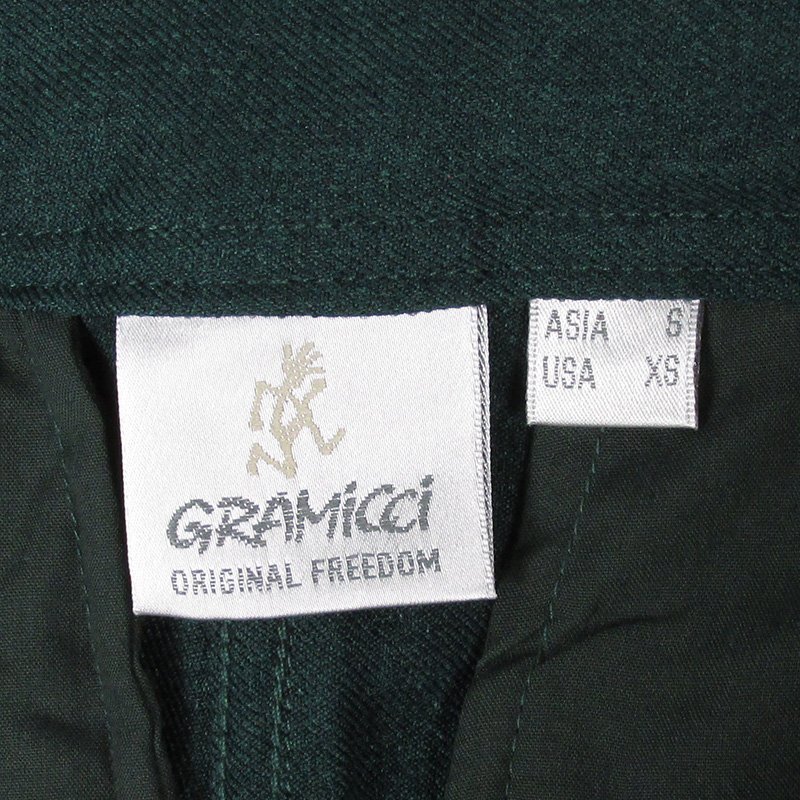 GRAMiCCi
ORIGINAL FREEDOM
ASIA S
USA XS